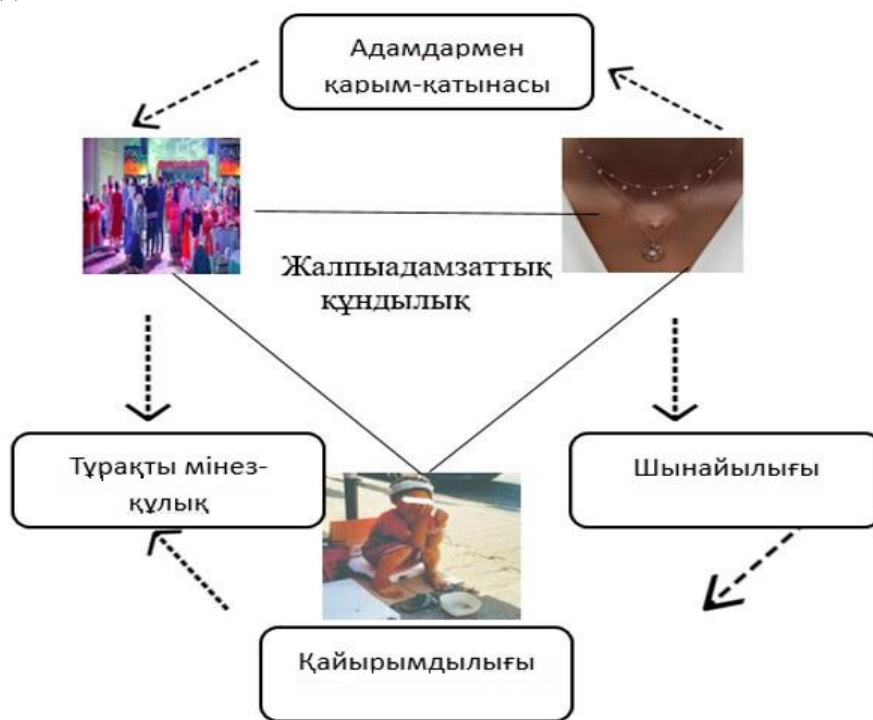 Адамдармен
қарым-қатынасы
Жалпыадамзаттық
құндылық
Тұрақты мінез-
құлық
Шынайылығы
Қайырымдылығы